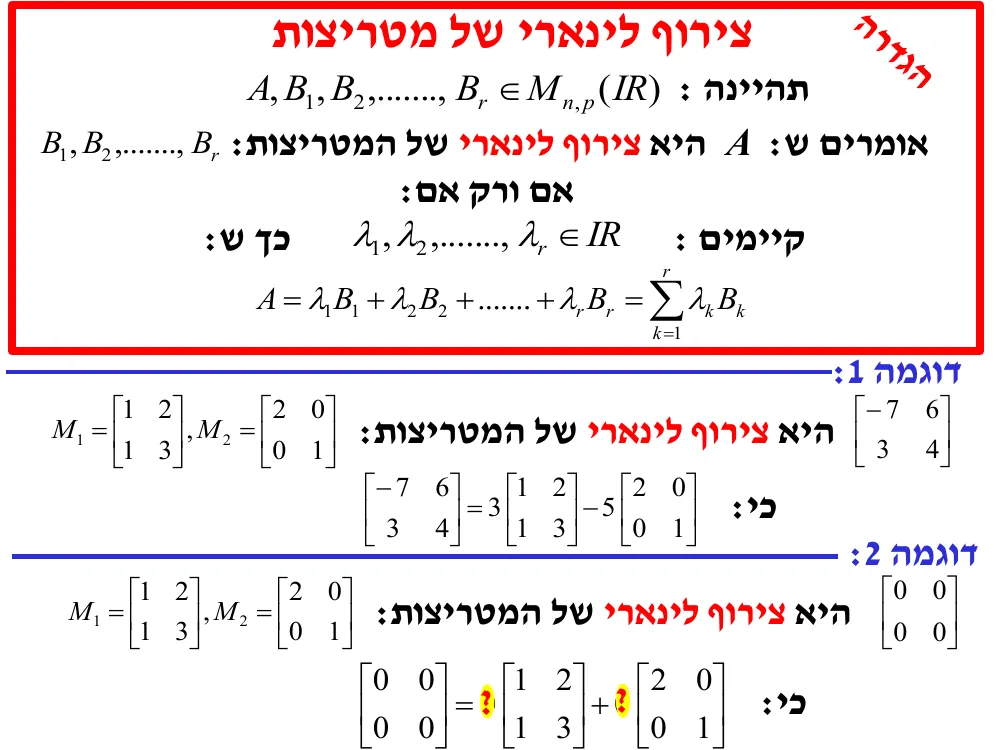 הגדרה
צירוף לינארי של מטריצות
תהיינה : A, B₁, B₂,......., Bᵣ ∈ Mₙ,ₚ(IR)
אומרים ש: A היא צירוף לינארי של המטריצות: B₁, B₂,......., Bᵣ
אם ורק אם:
קיימים : λ₁, λ₂,......., λᵣ ∈ IR כך ש:
A = λ₁B₁ + λ₂B₂ + ....... + λᵣBᵣ = ∑ₖ₌₁ʳ λₖBₖ
דוגמה 1:
[−7 6; 3 4] היא צירוף לינארי של המטריצות: M₁ = [1 2; 1 3], M₂ = [2 0; 0 1]
כי: [−7 6; 3 4] = 3[1 2; 1 3] − 5[2 0; 0 1]
דוגמה 2:
[0 0; 0 0] היא צירוף לינארי של המטריצות: M₁ = [1 2; 1 3], M₂ = [2 0; 0 1]
כי: [0 0; 0 0] = ?[1 2; 1 3] + ?[2 0; 0 1]